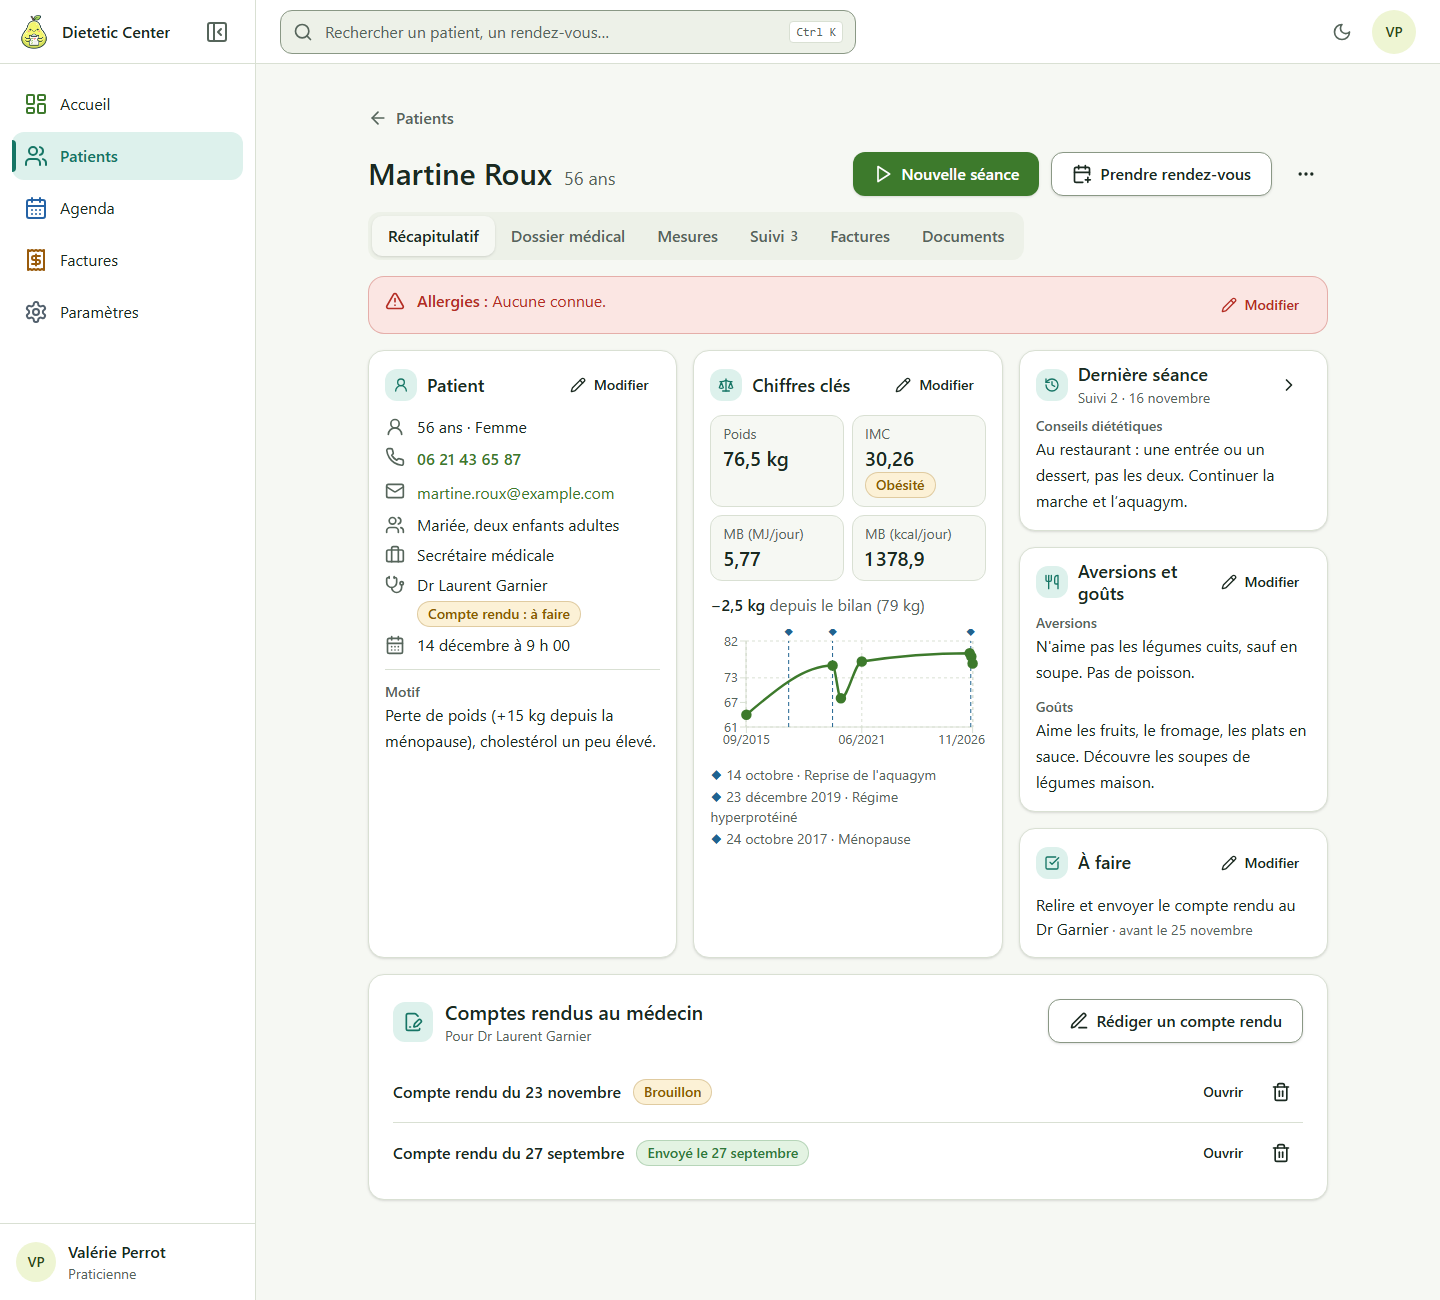 Dietetic Center
Rechercher un patient, un rendez-vous...
Ctrl K
VP
Accueil
Patients
Agenda
Factures
Paramètres
Patients
Martine Roux 56 ans
Nouvelle séance
Prendre rendez-vous
Récapitulatif
Dossier médical
Mesures
Suivi 3
Factures
Documents
Allergies : Aucune connue.
Modifier
Patient
Modifier
56 ans · Femme
06 21 43 65 87
martine.roux@example.com
Mariée, deux enfants adultes
Secrétaire médicale
Dr Laurent Garnier
Compte rendu : à faire
14 décembre à 9 h 00
Motif
Perte de poids (+15 kg depuis la
ménopause), cholestérol un peu élevé.
Chiffres clés
Modifier
Poids
76,5 kg
IMC
30,26
Obésité
MB (MJ/jour)
5,77
MB (kcal/jour)
1 378,9
−2,5 kg depuis le bilan (79 kg)
82
73
67
61
09/2015
06/2021
11/2026
14 octobre · Reprise de l'aquagym
23 décembre 2019 · Régime
hyperprotéiné
24 octobre 2017 · Ménopause
Dernière séance
Suivi 2 · 16 novembre
Conseils diététiques
Au restaurant : une entrée ou un
dessert, pas les deux. Continuer la
marche et l'aquagym.
Aversions et
goûts
Modifier
Aversions
N'aime pas les légumes cuits, sauf en
soupe. Pas de poisson.
Goûts
Aime les fruits, le fromage, les plats en
sauce. Découvre les soupes de
légumes maison.
À faire
Modifier
Relire et envoyer le compte rendu au
Dr Garnier · avant le 25 novembre
Comptes rendus au médecin
Pour Dr Laurent Garnier
Rédiger un compte rendu
Compte rendu du 23 novembre
Brouillon
Ouvrir
Compte rendu du 27 septembre
Envoyé le 27 septembre
Ouvrir
VP
Valérie Perrot
Praticienne